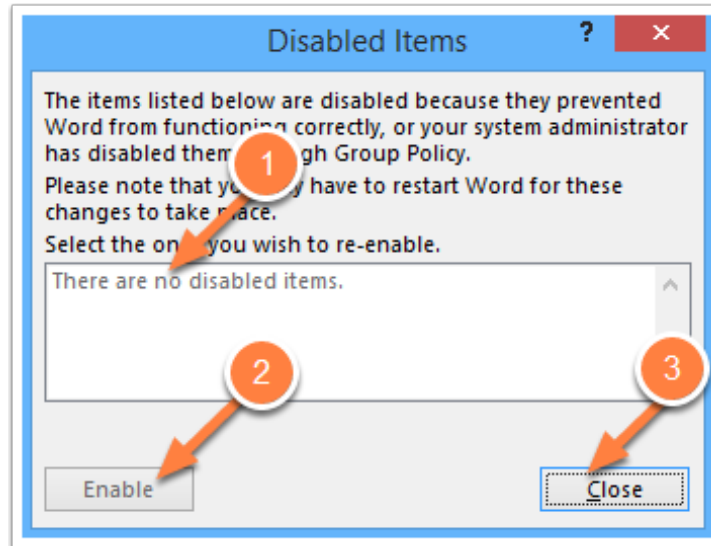 Disabled Items ? ×
The items listed below are disabled because they prevented
Word from functioning correctly, or your system administrator
has disabled them gh Group Policy.
Please note that y y have to restart Word for these
changes to take place.
Select the on you wish to re-enable.
There are no disabled items.
1
2
3
Enable
Close